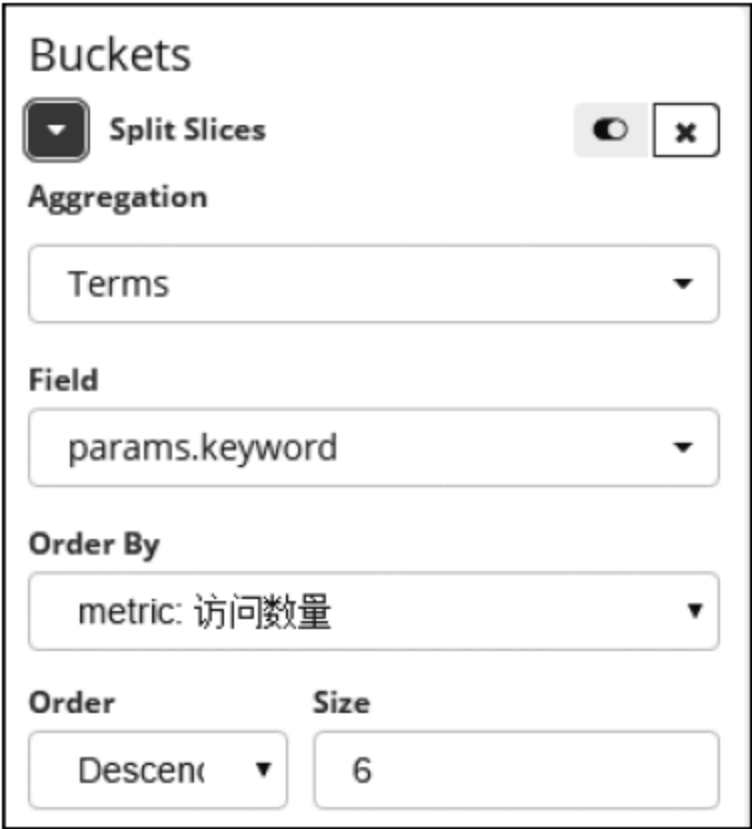 Buckets
Split Slices
Aggregation
Terms
Field
params.keyword
Order By
metric: 访问数量
Order Size
Descenc 6